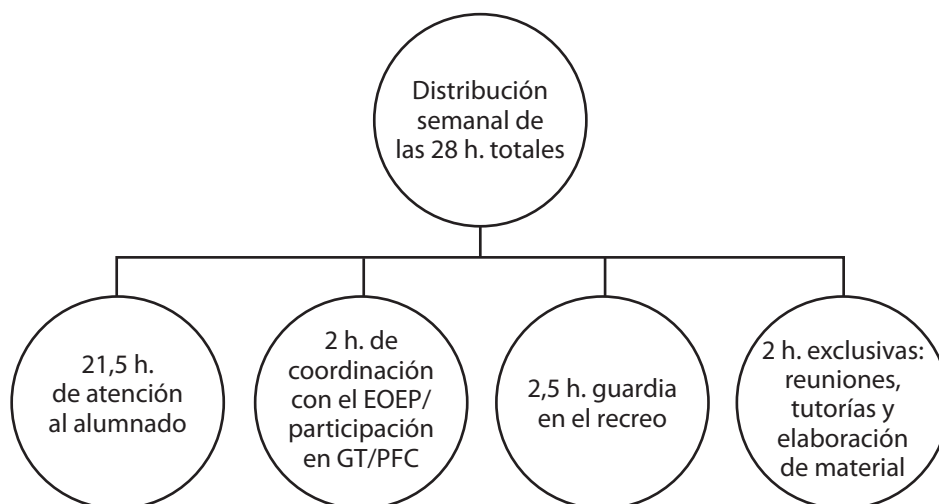 Distribución
semanal de
las 28 h. totales
21,5 h.
de atención
al alumnado
2 h. de
coordinación
con el EOEP/
participación
en GT/PFC
2,5 h. guardia
en el recreo
2 h. exclusivas:
reuniones,
tutorías y
elaboración
de material